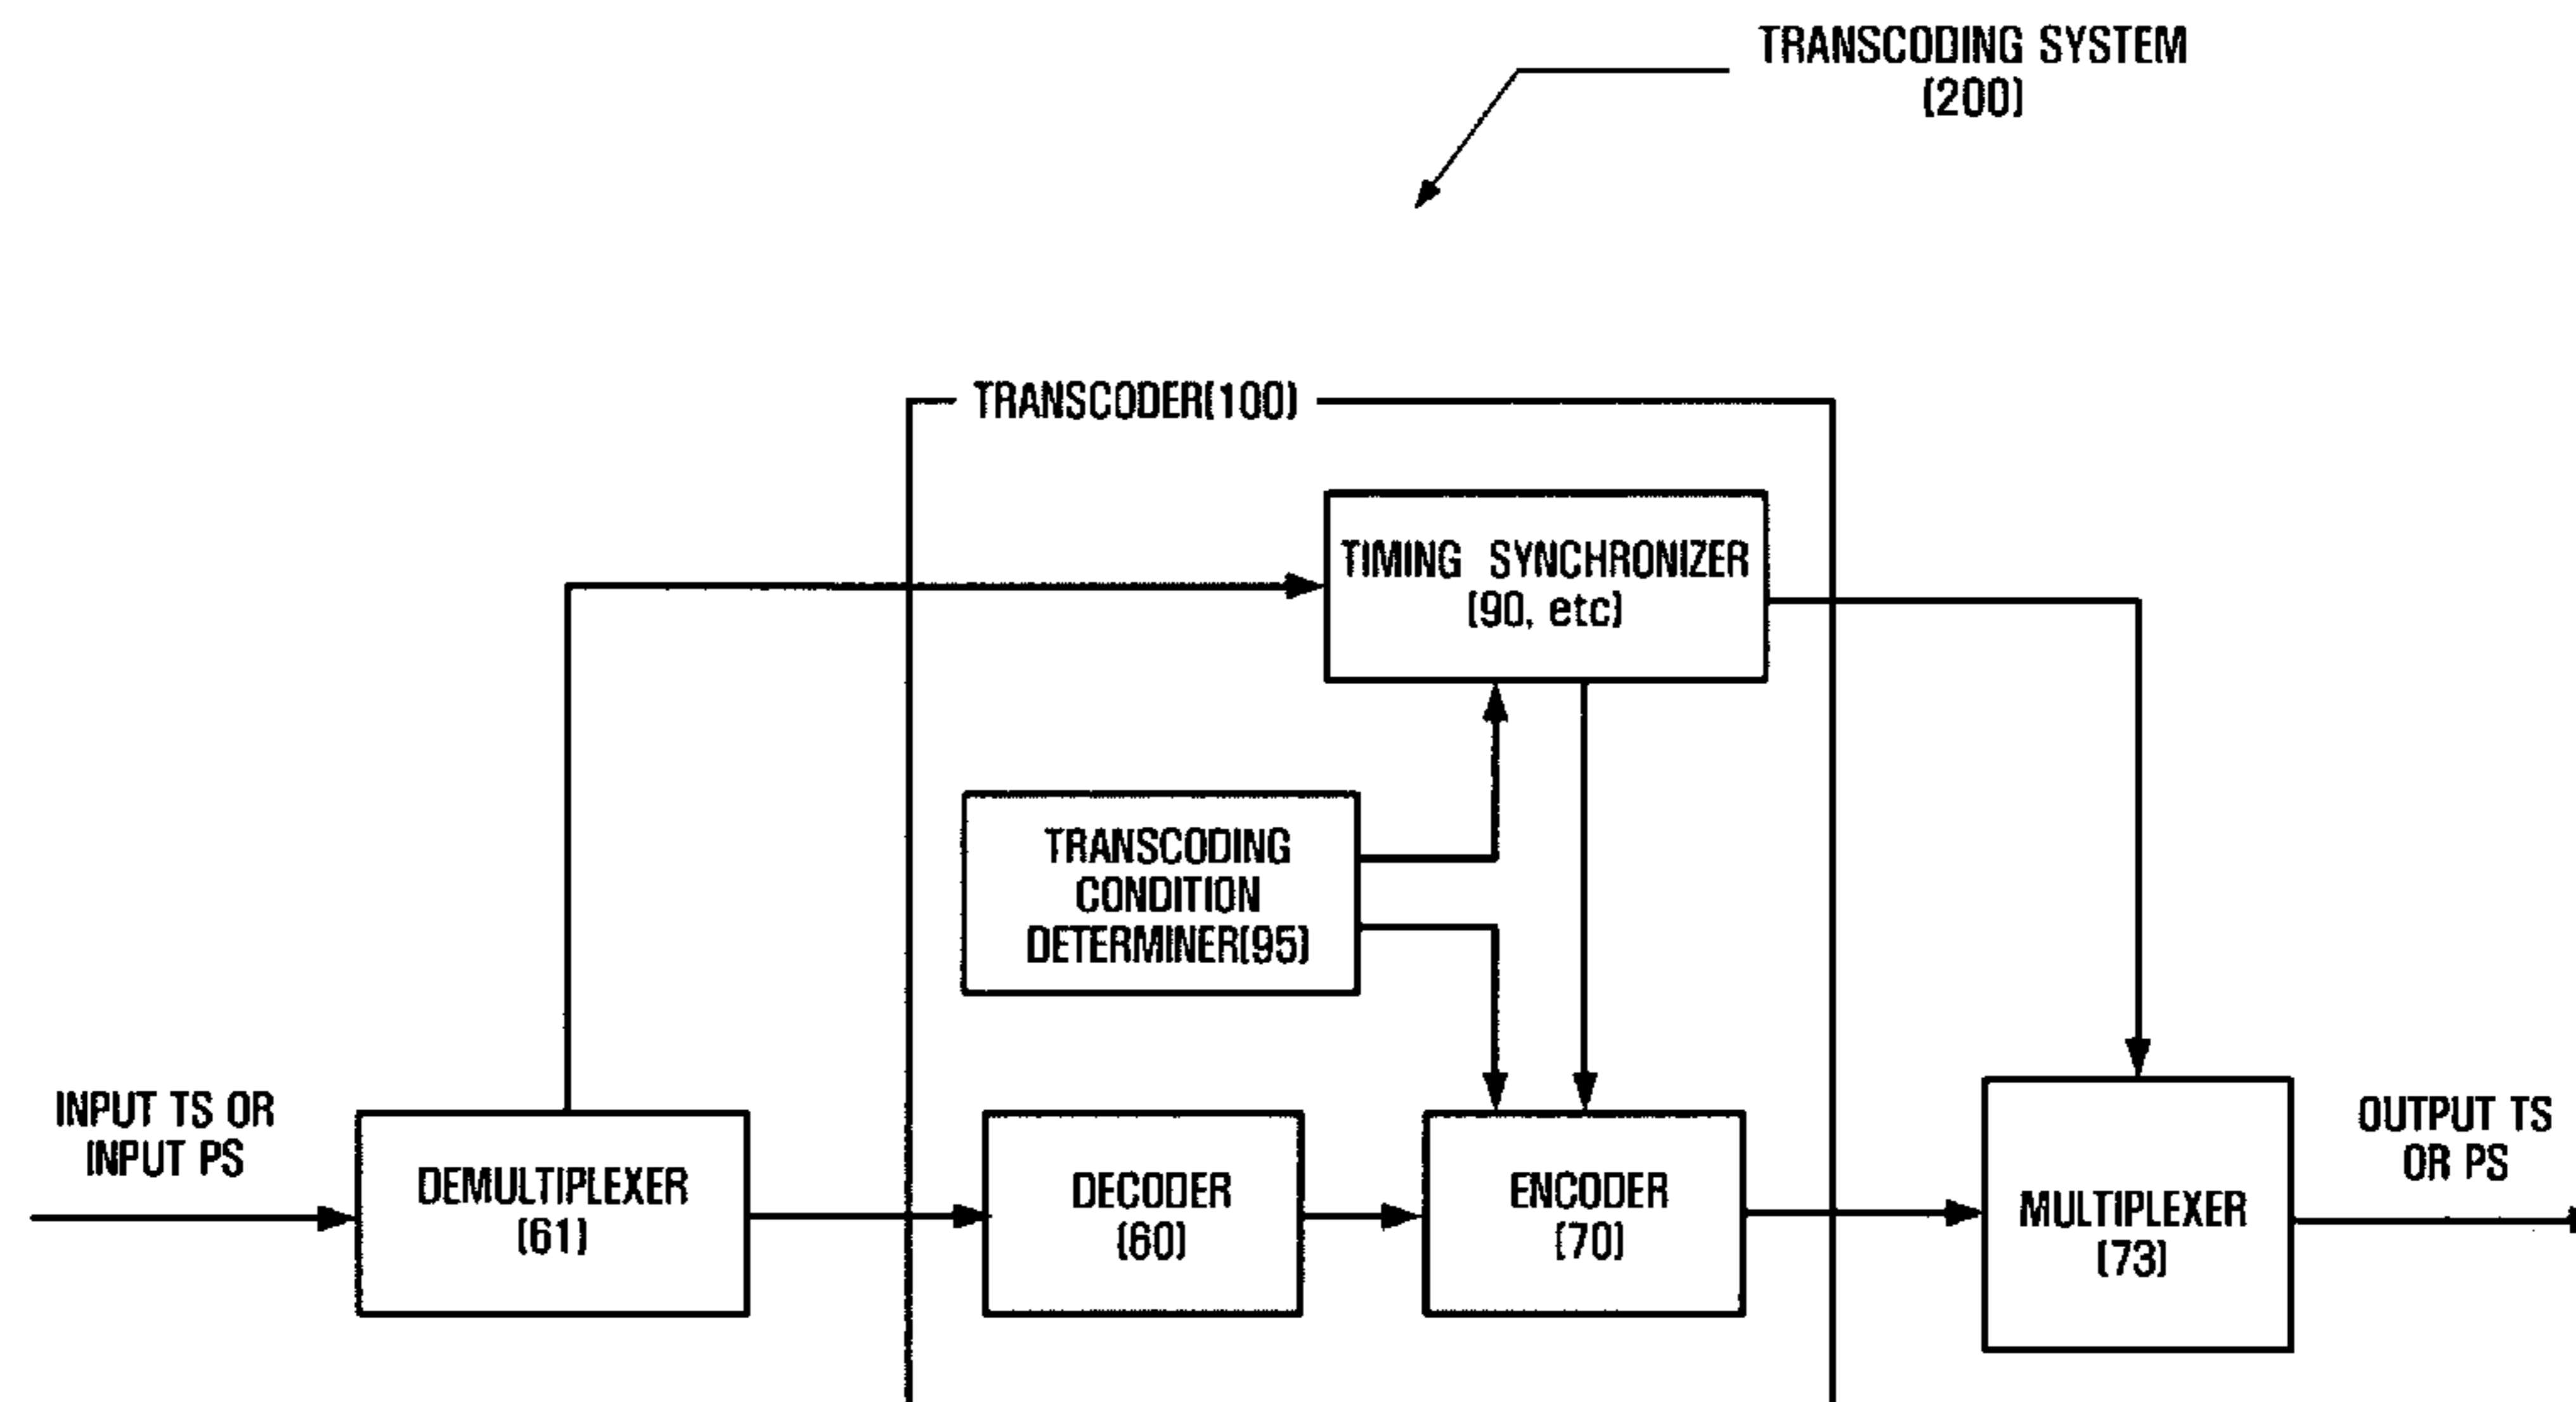 TRANSCODING SYSTEM
(200)
TRANSCODER(100)
TIMING SYNCHRONIZER
(90, etc)
TRANSCODING
CONDITION
DETERMINER(95)
INPUT TS OR
INPUT PS
DEMULTIPLEXER
(61)
DECODER
(60)
ENCODER
(70)
MULTIPLEXER
(73)
OUTPUT TS
OR PS